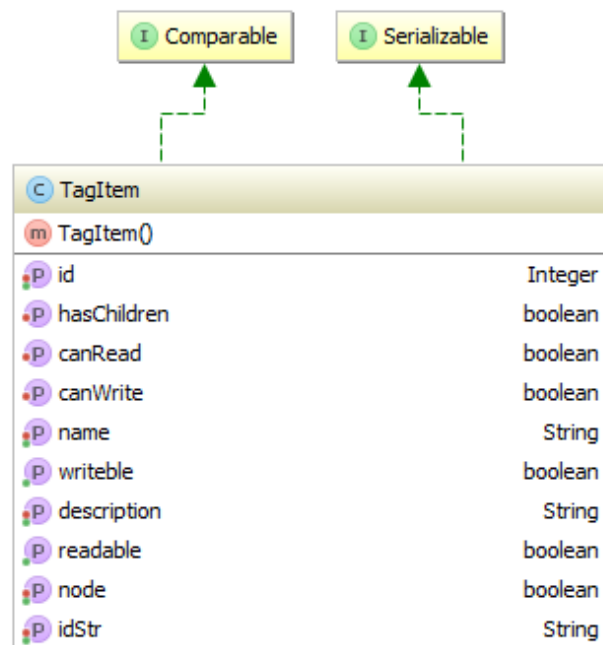 I Comparable
I Serializable
C TagItem
m TagItem()
P id Integer
P hasChildren boolean
P canRead boolean
P canWrite boolean
P name String
P writeble boolean
P description String
P readable boolean
P node boolean
P idStr String